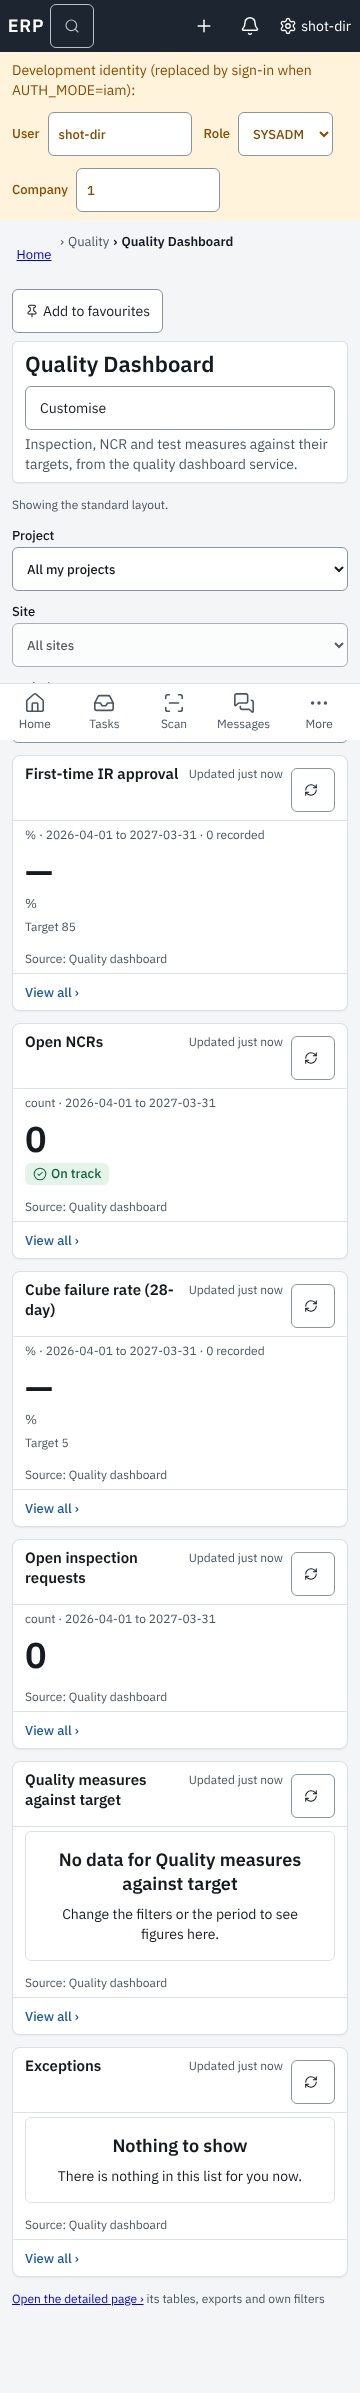 ERP
shot-dir
Development identity (replaced by sign-in when
AUTH_MODE=iam):
User shot-dir Role SYSADM
Company 1
Home › Quality › Quality Dashboard
Add to favourites
Quality Dashboard
Customise
Inspection, NCR and test measures against their
targets, from the quality dashboard service.
Showing the standard layout.
Project
All my projects
Site
All sites
Home Tasks Scan Messages More
First-time IR approval Updated just now
% · 2026-04-01 to 2027-03-31 · 0 recorded
—
%
Target 85
Source: Quality dashboard
View all ›
Open NCRs Updated just now
count · 2026-04-01 to 2027-03-31
0
On track
Source: Quality dashboard
View all ›
Cube failure rate (28-
day)
Updated just now
% · 2026-04-01 to 2027-03-31 · 0 recorded
—
%
Target 5
Source: Quality dashboard
View all ›
Open inspection
requests
Updated just now
count · 2026-04-01 to 2027-03-31
0
Source: Quality dashboard
View all ›
Quality measures
against target
Updated just now
No data for Quality measures
against target
Change the filters or the period to see
figures here.
Source: Quality dashboard
View all ›
Exceptions Updated just now
Nothing to show
There is nothing in this list for you now.
Source: Quality dashboard
View all ›
Open the detailed page › its tables, exports and own filters